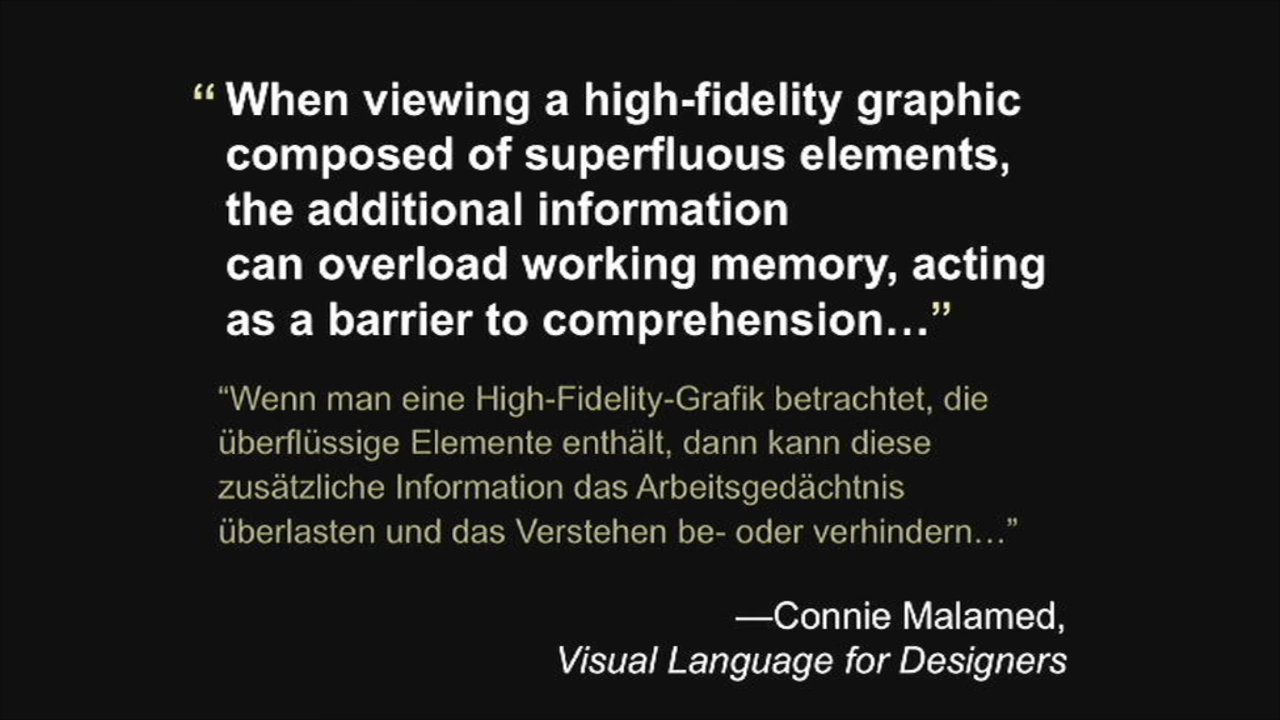 “When viewing a high-fidelity graphic
composed of superfluous elements,
the additional information
can overload working memory, acting
as a barrier to comprehension…”
“Wenn man eine High-Fidelity-Grafik betrachtet, die
überflüssige Elemente enthält, dann kann diese
zusätzliche Information das Arbeitsgedächtnis
überlasten und das Verstehen be- oder verhindern…”
—Connie Malamed,
Visual Language for Designers